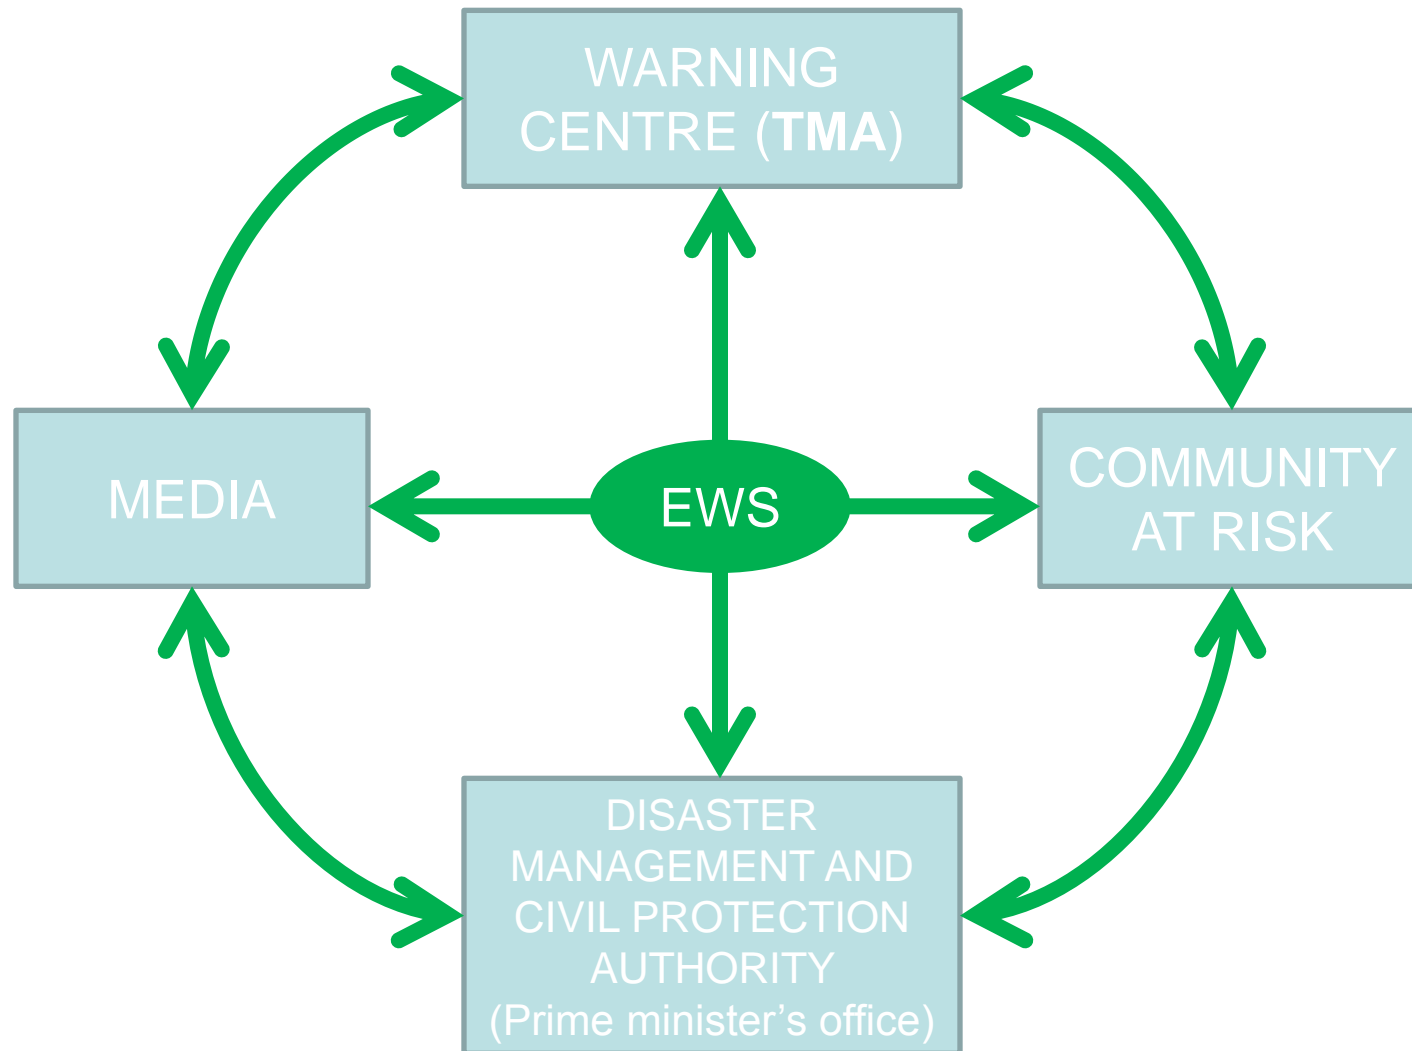 WARNING
CENTRE (TMA)
MEDIA
EWS
COMMUNITY
AT RISK
DISASTER
MANAGEMENT AND
CIVIL PROTECTION
AUTHORITY
(Prime minister’s office)